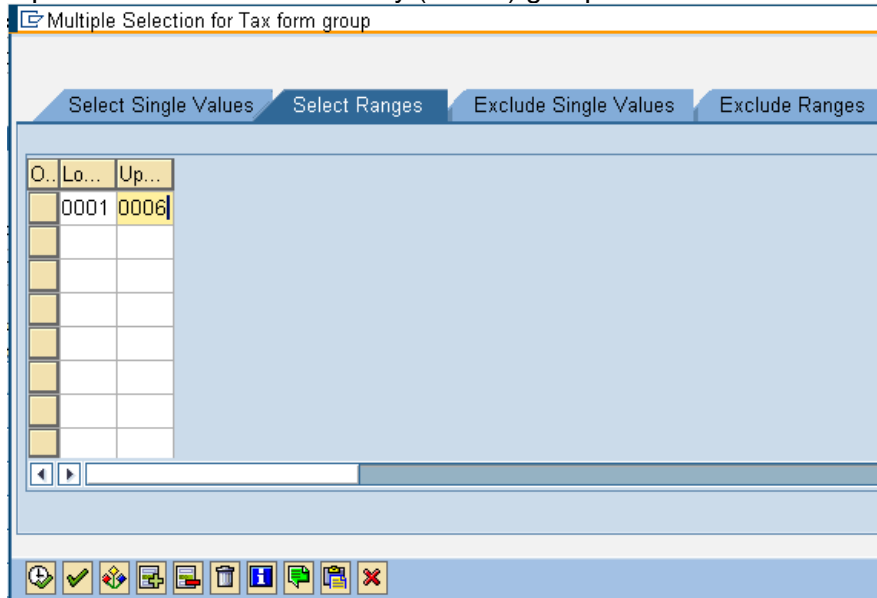 Multiple Selection for Tax form group
Select Single Values Select Ranges Exclude Single Values Exclude Ranges
O.. Lo... Up...
0001 0006